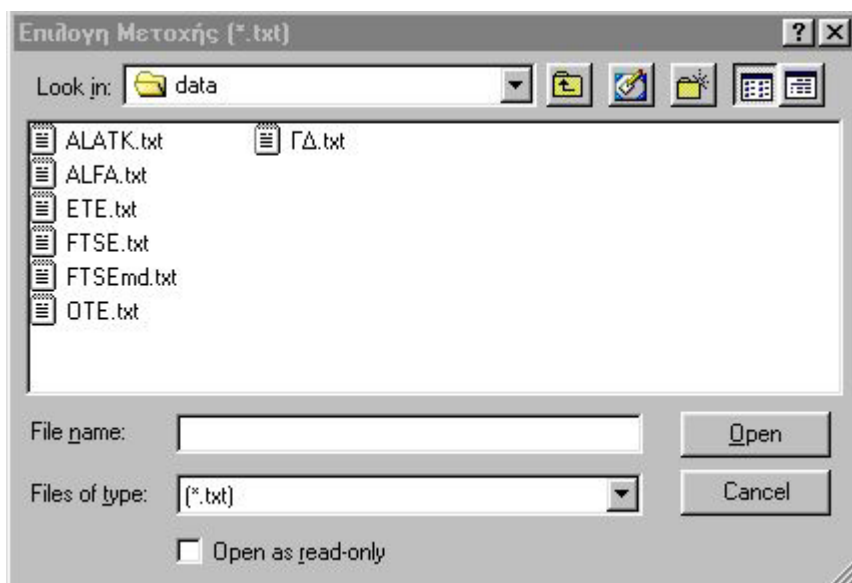 Επιλογη Μετοχής (*.txt)
Look in: data
ALATK.txt
ALFA.txt
ETE.txt
FTSE.txt
FTSEmd.txt
OTE.txt
ΓΔ.txt
File name:
Open
Files of type: (*.txt)
Cancel
Open as read-only